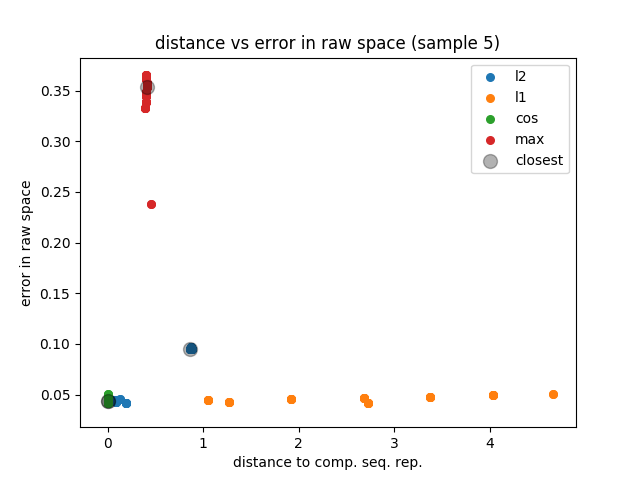 distance vs error in raw space (sample 5)
l2
l1
cos
max
closest
error in raw space
0.35
0.30
0.25
0.20
0.15
0.10
0.05
0 1 2 3 4
distance to comp. seq. rep.